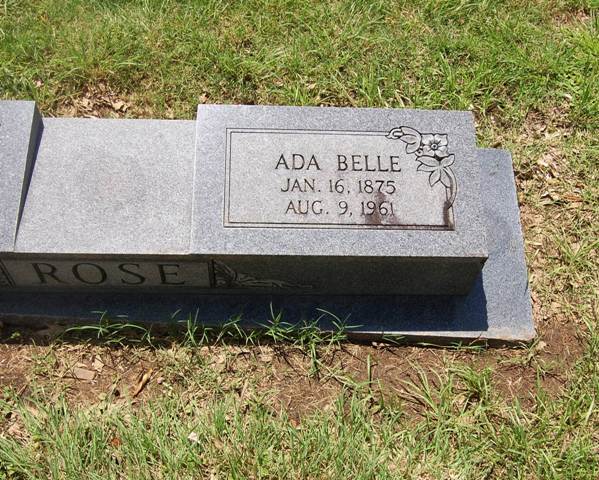 ADA BELLE
JAN. 16, 1875
AUG. 9, 1961
ROSE